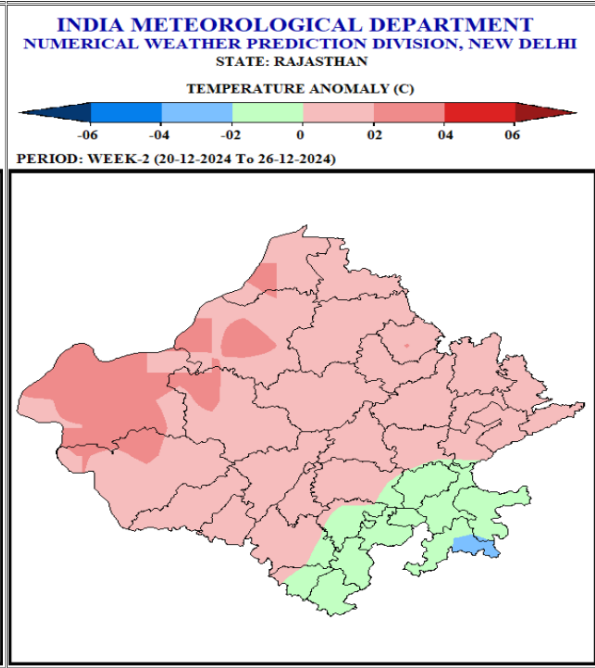 INDIA METEOROLOGICAL DEPARTMENT
NUMERICAL WEATHER PREDICTION DIVISION, NEW DELHI
STATE: RAJASTHAN
TEMPERATURE ANOMALY (C)
-06 -04 -02 0 02 04 06
PERIOD: WEEK-2 (20-12-2024 To 26-12-2024)